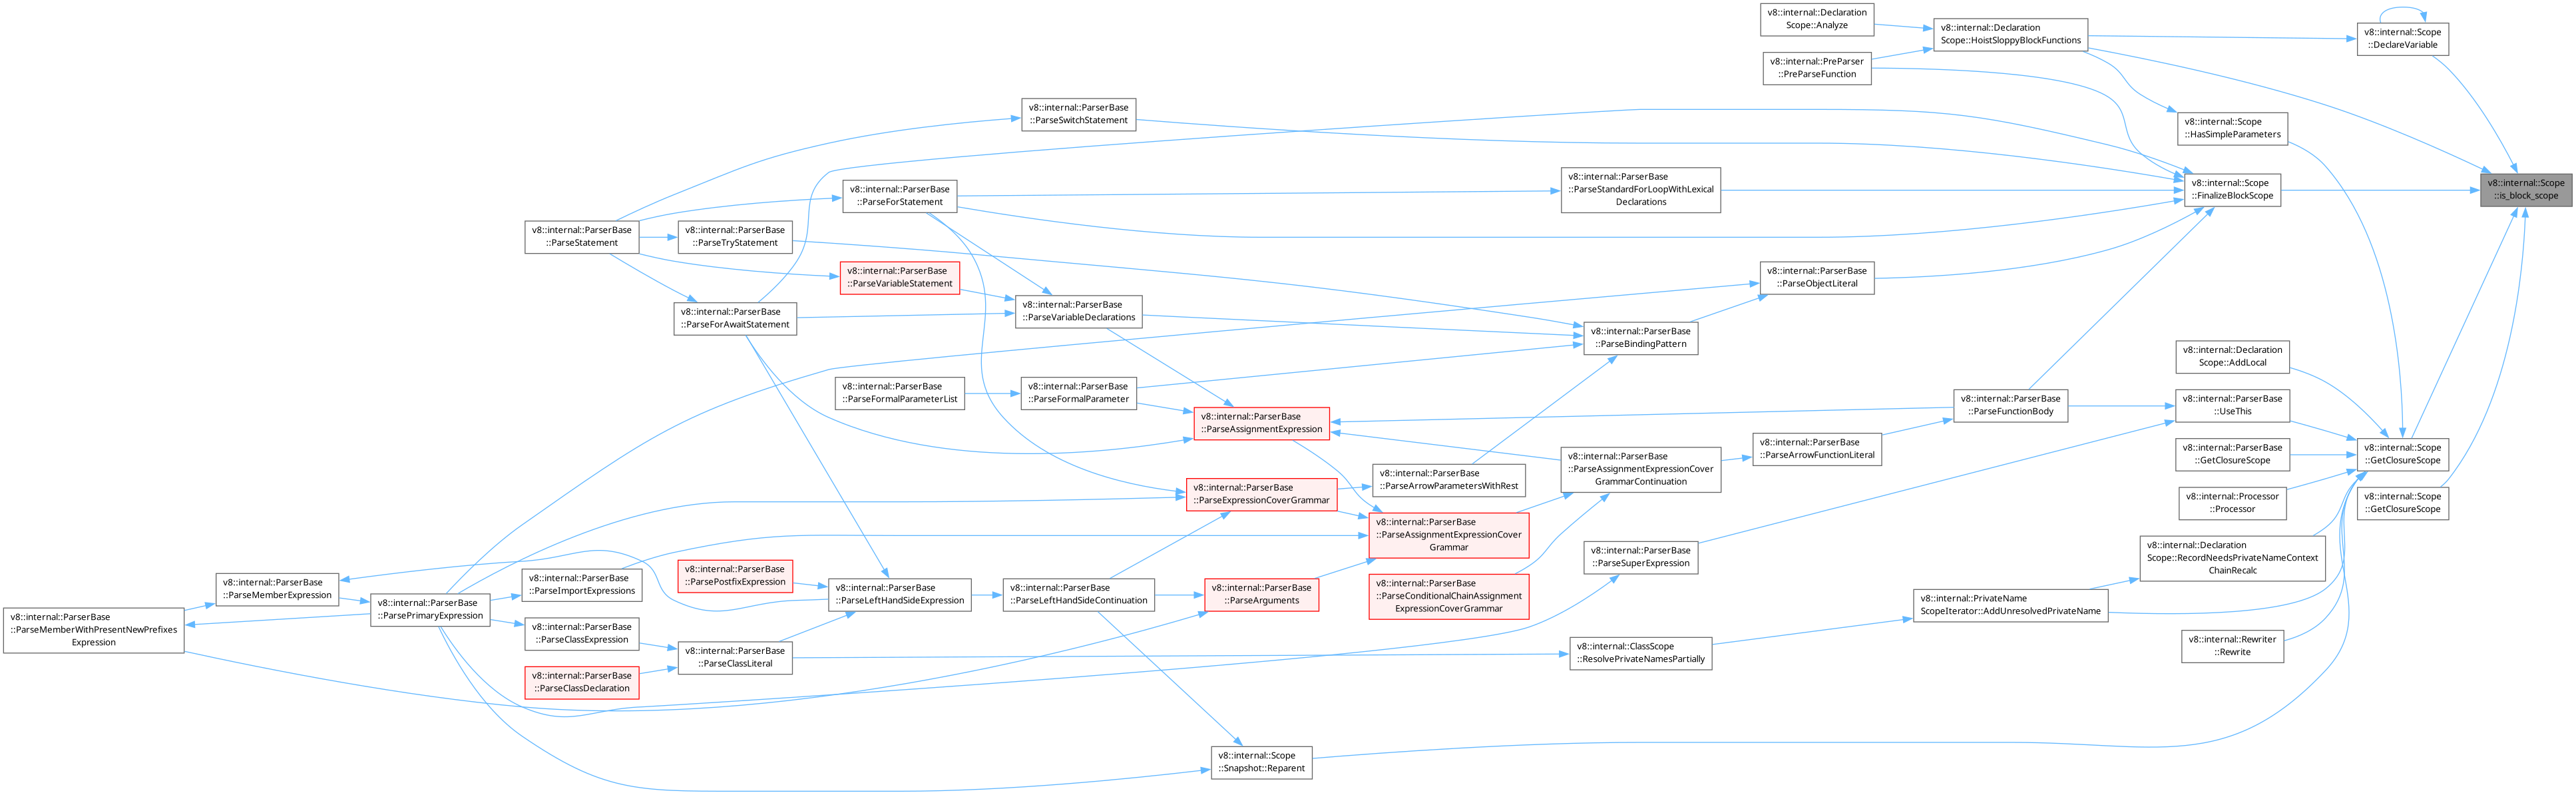 v8::internal::Declaration
Scope::Analyze
v8::internal::Declaration
Scope::HoistSloppyBlockFunctions
v8::internal::Scope
::DeclareVariable
v8::internal::PreParser
::PreParseFunction
v8::internal::ParserBase
::ParseSwitchStatement
v8::internal::Scope
::HasSimpleParameters
v8::internal::ParserBase
::ParseStandardForLoopWithLexical
Declarations
v8::internal::ParserBase
::ParseForStatement
v8::internal::Scope
::FinalizeBlockScope
v8::internal::Scope
::is_block_scope
v8::internal::ParserBase
::ParseStatement
v8::internal::ParserBase
::ParseTryStatement
v8::internal::ParserBase
::ParseVariableStatement
v8::internal::ParserBase
::ParseObjectLiteral
v8::internal::ParserBase
::ParseForAwaitStatement
v8::internal::ParserBase
::ParseVariableDeclarations
v8::internal::ParserBase
::ParseBindingPattern
v8::internal::Declaration
Scope::AddLocal
v8::internal::ParserBase
::ParseFormalParameterList
v8::internal::ParserBase
::ParseFormalParameter
v8::internal::ParserBase
::ParseAssignmentExpression
v8::internal::ParserBase
::ParseFunctionBody
v8::internal::ParserBase
::UseThis
v8::internal::ParserBase
::ParseArrowFunctionLiteral
v8::internal::ParserBase
::GetClosureScope
v8::internal::Scope
::GetClosureScope
v8::internal::ParserBase
::ParseAssignmentExpressionCover
GrammarContinuation
v8::internal::ParserBase
::ParseArrowParametersWithRest
v8::internal::ParserBase
::ParseExpressionCoverGrammar
v8::internal::Processor
::Processor
v8::internal::Scope
::GetClosureScope
v8::internal::ParserBase
::ParseAssignmentExpressionCover
Grammar
v8::internal::Declaration
Scope::RecordNeedsPrivateNameContext
ChainRecalc
v8::internal::ParserBase
::ParseSuperExpression
v8::internal::ParserBase
::ParsePostfixExpression
v8::internal::ParserBase
::ParseMemberExpression
v8::internal::ParserBase
::ParseImportExpressions
v8::internal::ParserBase
::ParseLeftHandSideExpression
v8::internal::ParserBase
::ParseLeftHandSideContinuation
v8::internal::ParserBase
::ParseArguments
v8::internal::ParserBase
::ParseConditionalChainAssignment
ExpressionCoverGrammar
v8::internal::PrivateName
ScopeIterator::AddUnresolvedPrivateName
v8::internal::ParserBase
::ParseMemberWithPresentNewPrefixes
Expression
v8::internal::ParserBase
::ParsePrimaryExpression
v8::internal::ParserBase
::ParseClassExpression
v8::internal::ParserBase
::ParseClassLiteral
v8::internal::ClassScope
::ResolvePrivateNamesPartially
v8::internal::Rewriter
::Rewrite
v8::internal::ParserBase
::ParseClassDeclaration
v8::internal::Scope
::Snapshot::Reparent